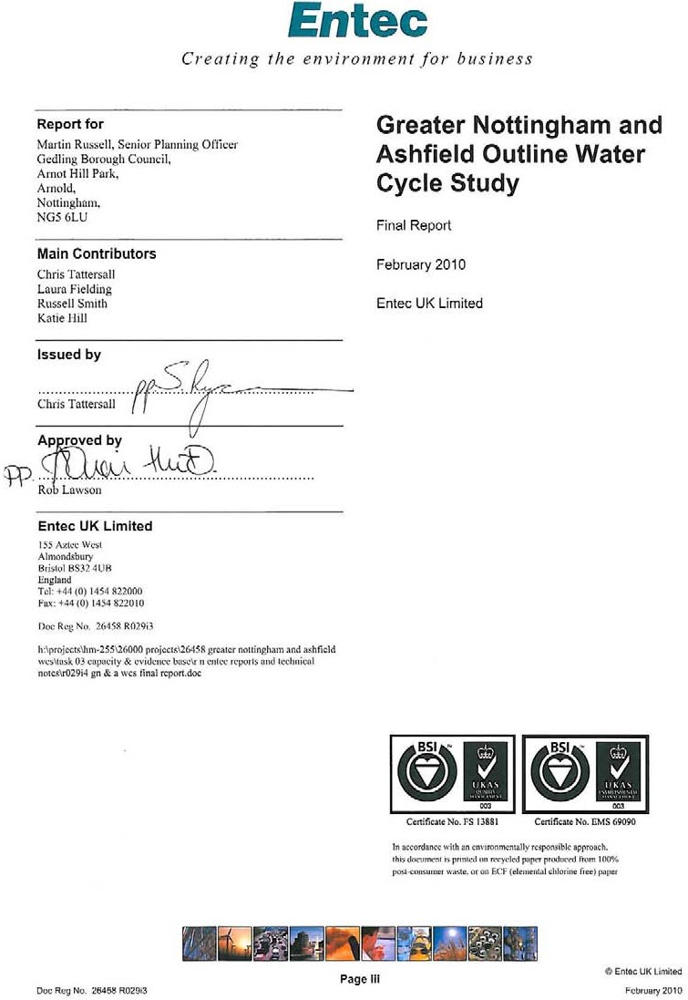 Entec
Creating the environment for business
Report for
Martin Russell, Senior Planning Officer
Gedling Borough Council,
Arnot Hill Park,
Arnold,
Nottingham,
NG5 6LU
Main Contributors
Chris Tattersall
Laura Fielding
Russell Smith
Katie Hill
Issued by
pp S.
Chris Tattersall
Approved by
pp.
Rob Lawson
Entec UK Limited
155 Aztec West
Almondsbury
Bristol BS32 4UB
England
Tel: +44 (0) 1454 822000
Fax: +44 (0) 1454 822010
Doc Reg No. 26458 R029i3
h:\projects\hm-255\26000 projects\26458 greater nottingham and ashfield
wcs\task 03 capacity & evidence base\r n entec reports and technical
notes\r029i4 gn & a wcs final report.doc
Greater Nottingham and
Ashfield Outline Water
Cycle Study
Final Report
February 2010
Entec UK Limited
BSI ™
UKAS
QUALITY
MANAGEMENT
003
Certificate No. FS 13881
BSI ™
UKAS
ENVIRONMENTAL
MANAGEMENT
003
Certificate No. EMS 69090
In accordance with an environmentally responsible approach,
this document is printed on recycled paper produced from 100%
post-consumer waste, or on ECF (elemental chlorine free) paper
Page iii
© Entec UK Limited
Doc Reg No. 26458 R029i3
February 2010